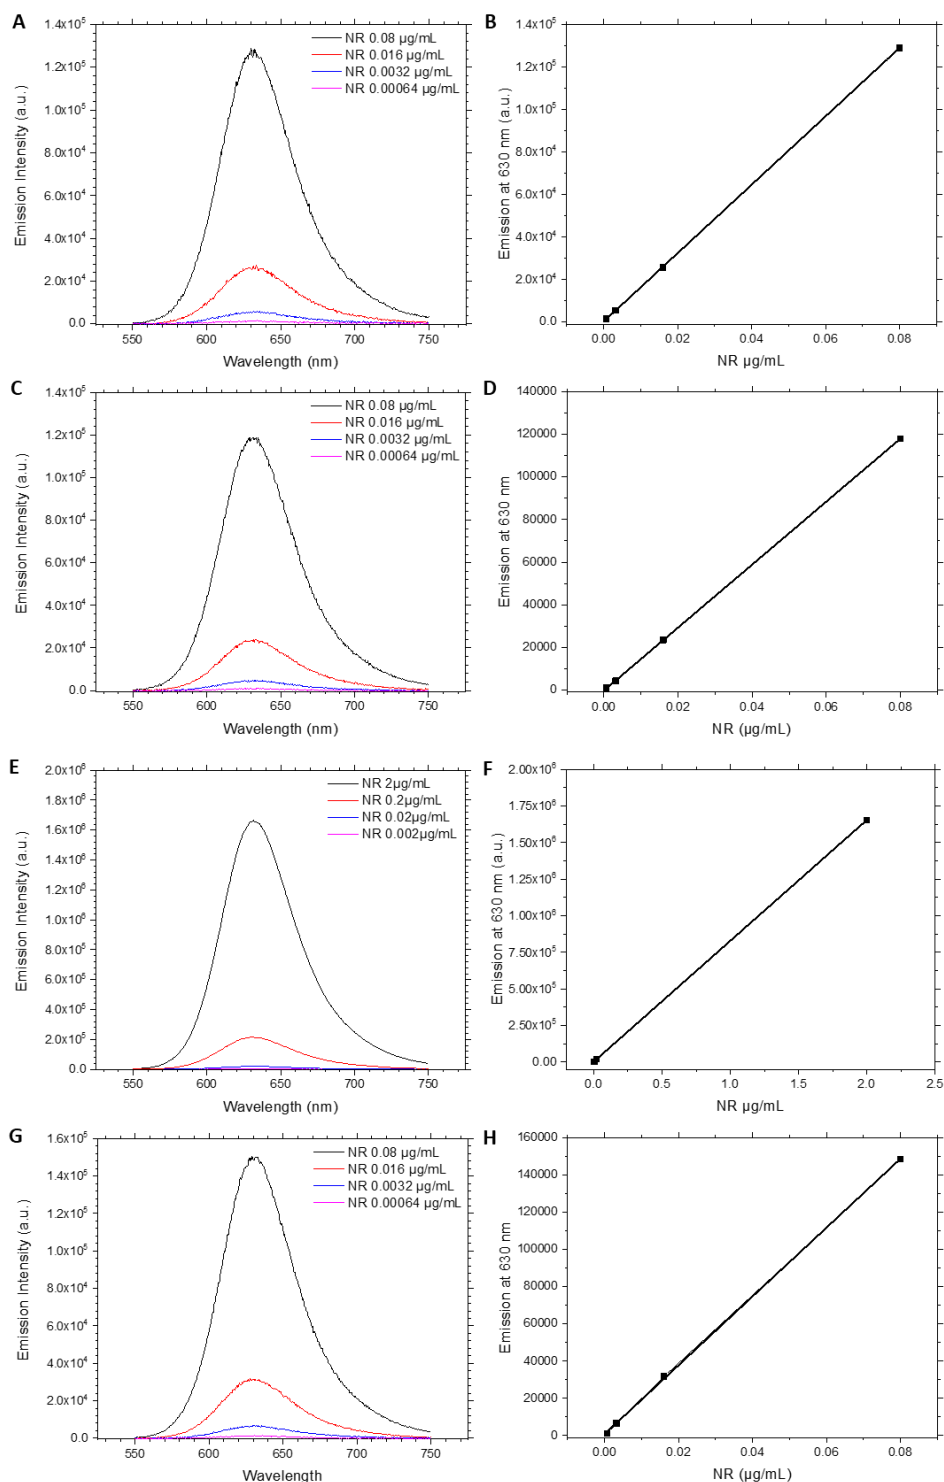 A
NR 0.08 µg/mL
NR 0.016 µg/mL
NR 0.0032 µg/mL
NR 0.00064 µg/mL
1.4x10⁵
1.2x10⁵
1.0x10⁵
8.0x10⁴
6.0x10⁴
4.0x10⁴
2.0x10⁴
0.0
Emission Intensity (a.u.)
550 600 650 700 750
Wavelength (nm)
B
1.4x10⁵
1.2x10⁵
1.0x10⁵
8.0x10⁴
6.0x10⁴
4.0x10⁴
2.0x10⁴
0.0
Emission at 630 nm (a.u.)
0.00 0.02 0.04 0.06 0.08
NR µg/mL
C
NR 0.08 µg/mL
NR 0.016 µg/mL
NR 0.0032 µg/mL
NR 0.00064 µg/mL
1.4x10⁵
1.2x10⁵
1.0x10⁵
8.0x10⁴
6.0x10⁴
4.0x10⁴
2.0x10⁴
0.0
Emission Intensity (a.u.)
550 600 650 700 750
Wavelength (nm)
D
140000
120000
100000
80000
60000
40000
20000
0
Emission at 630 nm
0.00 0.02 0.04 0.06 0.08
NR (µg/mL)
E
NR 2µg/mL
NR 0.2µg/mL
NR 0.02µg/mL
NR 0.002µg/mL
2.0x10⁶
1.8x10⁶
1.6x10⁶
1.4x10⁶
1.2x10⁶
1.0x10⁶
8.0x10⁵
6.0x10⁵
4.0x10⁵
2.0x10⁵
0.0
Emission Intensity (a.u.)
550 600 650 700 750
Wavelength (nm)
F
2.00x10⁶
1.75x10⁶
1.50x10⁶
1.25x10⁶
1.00x10⁶
7.50x10⁵
5.00x10⁵
2.50x10⁵
0.00
Emission at 630 nm (a.u.)
0.0 0.5 1.0 1.5 2.0 2.5
NR µg/mL
G
NR 0.08 µg/mL
NR 0.016 µg/mL
NR 0.0032 µg/mL
NR 0.00064 µg/mL
1.6x10⁵
1.4x10⁵
1.2x10⁵
1.0x10⁵
8.0x10⁴
6.0x10⁴
4.0x10⁴
2.0x10⁴
0.0
Emission Intensity (a.u.)
550 600 650 700 750
Wavelength
H
160000
140000
120000
100000
80000
60000
40000
20000
0
Emission at 630 nm
0.00 0.02 0.04 0.06 0.08
NR (µg/mL)